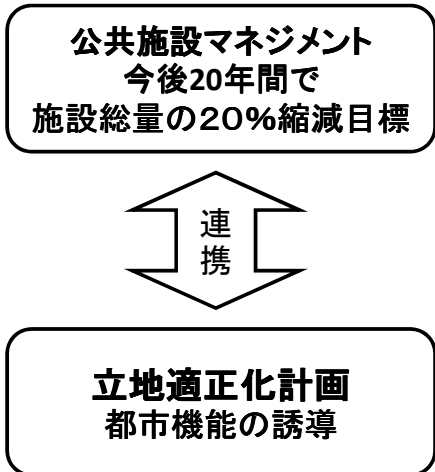 公共施設マネジメント
今後20年間で
施設総量の２０％縮減目標
連
携
立地適正化計画
都市機能の誘導